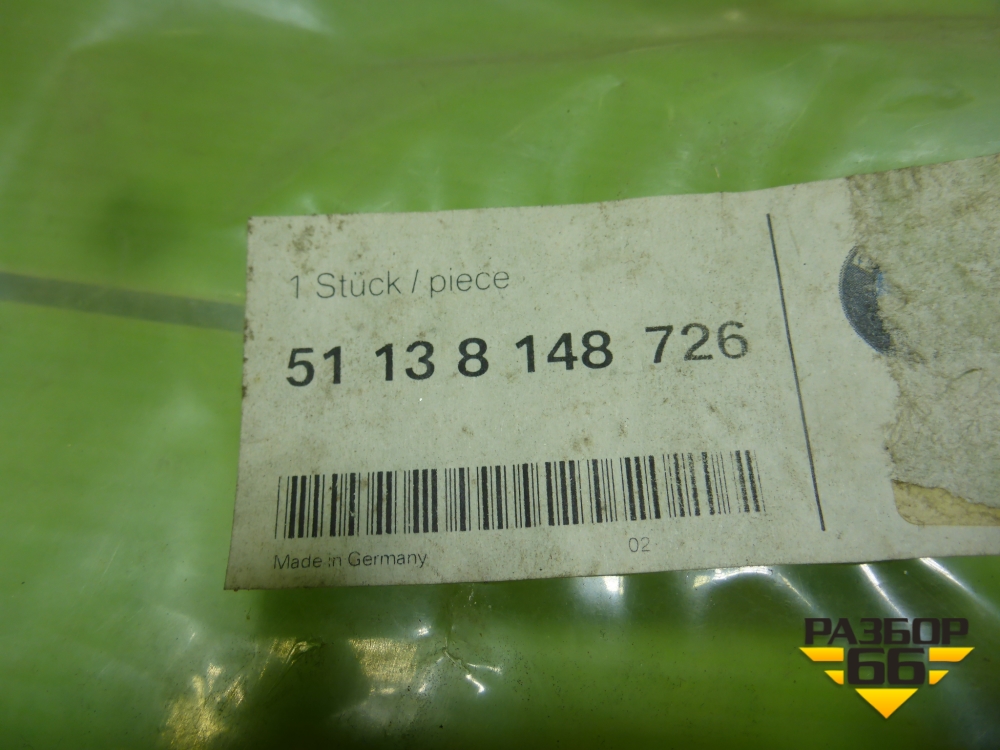 1 Stück / piece
51 13 8 148 726
Made in Germany
02
РАЗБОР
66